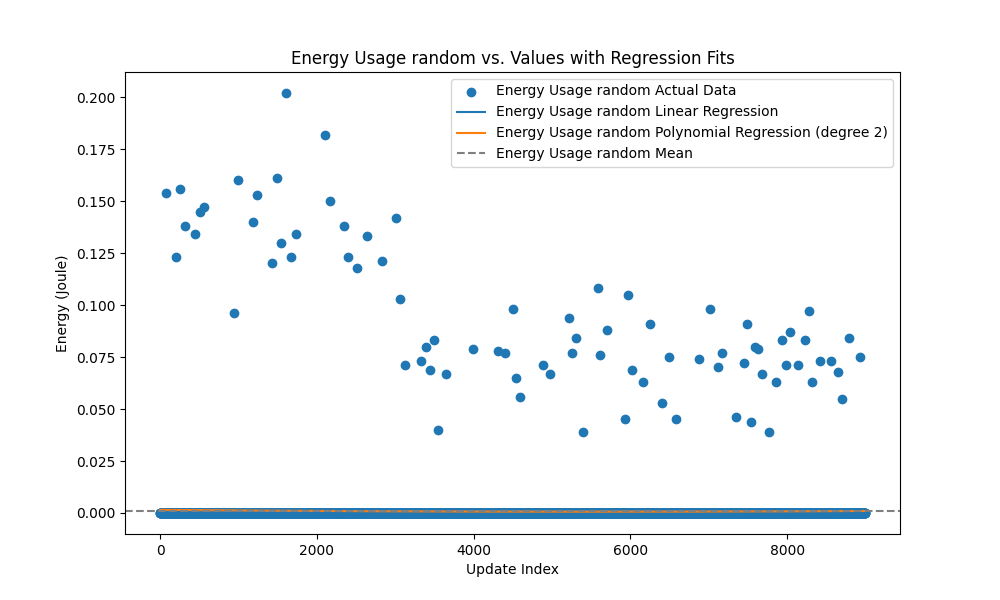 Energy Usage random vs. Values with Regression Fits
Energy Usage random Actual Data
Energy Usage random Linear Regression
Energy Usage random Polynomial Regression (degree 2)
Energy Usage random Mean
Energy (Joule)
0.200
0.175
0.150
0.125
0.100
0.075
0.050
0.025
0.000
0 2000 4000 6000 8000
Update Index